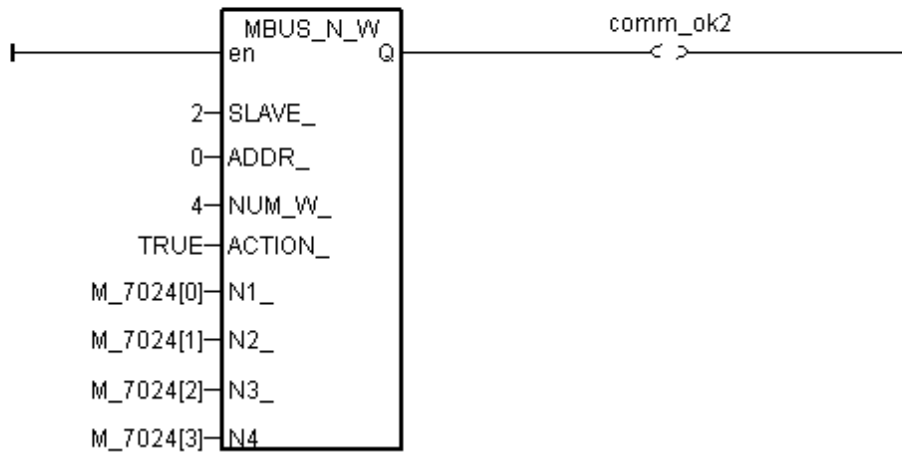 MBUS_N_W
comm_ok2
en Q
2 SLAVE_
0 ADDR_
4 NUM_W_
TRUE ACTION_
M_7024[0] N1_
M_7024[1] N2_
M_7024[2] N3_
M_7024[3] N4